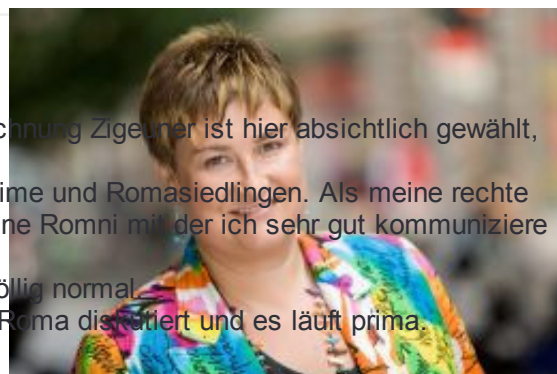 chnung Zigeuner ist hier absichtlich gewählt,
ime und Romasiedlingen. Als meine rechte
ne Romni mit der ich sehr gut kommuniziere
öllig normal.
Roma diskutiert und es läuft prima.